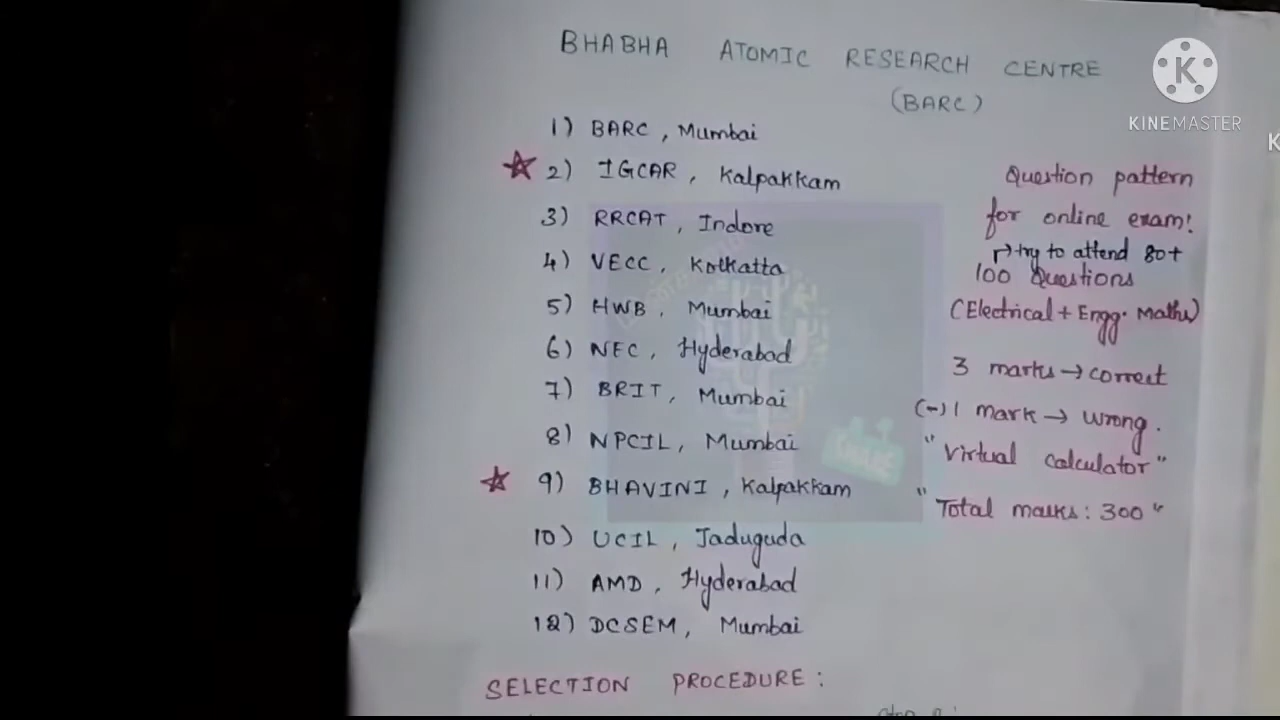 BHABHA ATOMIC RESEARCH CENTRE
(BARC)
KINEMASTER
1) BARC, Mumbai
2) IGCAR, Kalpakkam
3) RRCAT, Indore
4) VECC, Kolkatta
5) HWB, Mumbai
6) NEC, Hyderabad
7) BRIT, Mumbai
8) NPCIL, Mumbai
9) BHAVINI, Kalpakkam
10) UCIL, Jaduguda
11) AMD, Hyderabad
12) DCSEM, Mumbai
Question pattern
for online exam!
→try to attend 80+
100 Questions
(Electrical + Engg. Maths)
3 marks → correct
(-) 1 mark → wrong.
"Virtual calculator"
"Total marks: 300"
SELECTION PROCEDURE: